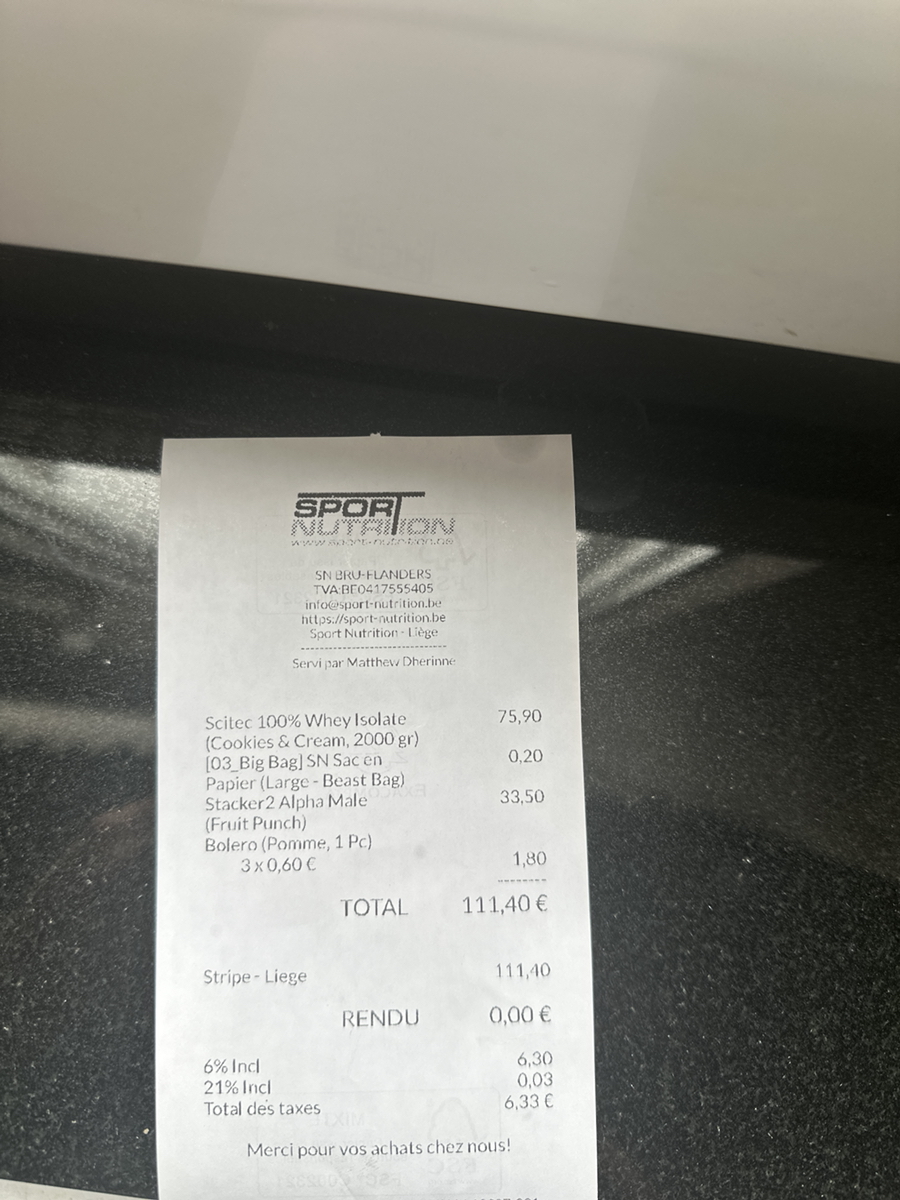 SPORT
NUTRITION
www.sport-nutrition.be
SN BRU-FLANDERS
TVA:BE0417555405
info@sport-nutrition.be
https://sport-nutrition.be
Sport Nutrition - Liège
--------------------------------
Servi par Matthew Dherinne
Scitec 100% Whey Isolate 75,90
(Cookies & Cream, 2000 gr)
[03_Big Bag] SN Sac en 0,20
Papier (Large - Beast Bag)
Stacker2 Alpha Male 33,50
(Fruit Punch)
Bolero (Pomme, 1 Pc)
3 x 0,60 € 1,80
--------
TOTAL 111,40 €
Stripe - Liege 111,40
RENDU 0,00 €
6% Incl 6,30
21% Incl 0,03
Total des taxes 6,33 €
Merci pour vos achats chez nous!